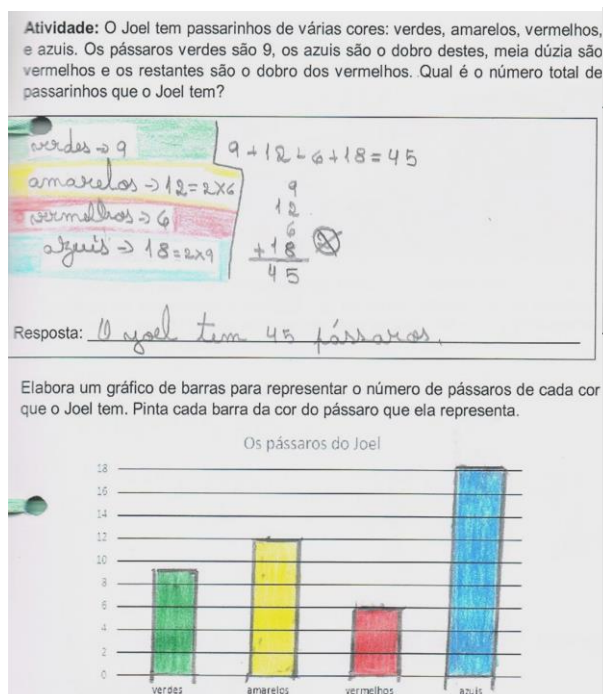 Atividade: O Joel tem passarinhos de várias cores: verdes, amarelos, vermelhos,
e azuis. Os pássaros verdes são 9, os azuis são o dobro destes, meia dúzia são
vermelhos e os restantes são o dobro dos vermelhos. Qual é o número total de
passarinhos que o Joel tem?
verdes → 9
amarelos → 12 = 2x6
vermelhos → 6
azuis → 18 = 2x9
9 + 12 + 6 + 18 = 45
9
12
6
+ 18
45
Resposta: O Joel tem 45 pássaros.
Elabora um gráfico de barras para representar o número de pássaros de cada cor
que o Joel tem. Pinta cada barra da cor do pássaro que ela representa.
Os pássaros do Joel
18
16
14
12
10
8
6
4
2
0
verdes amarelos vermelhos azuis